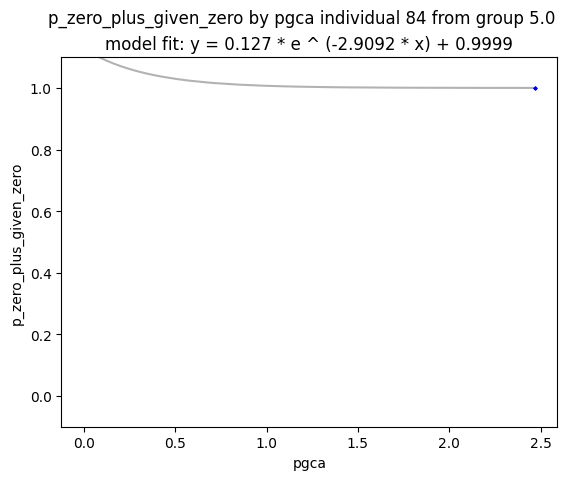 p_zero_plus_given_zero by pgca individual 84 from group 5.0
model fit: y = 0.127 * e ^ (-2.9092 * x) + 0.9999
p_zero_plus_given_zero
1.0
0.8
0.6
0.4
0.2
0.0
0.0 0.5 1.0 1.5 2.0 2.5
pgca